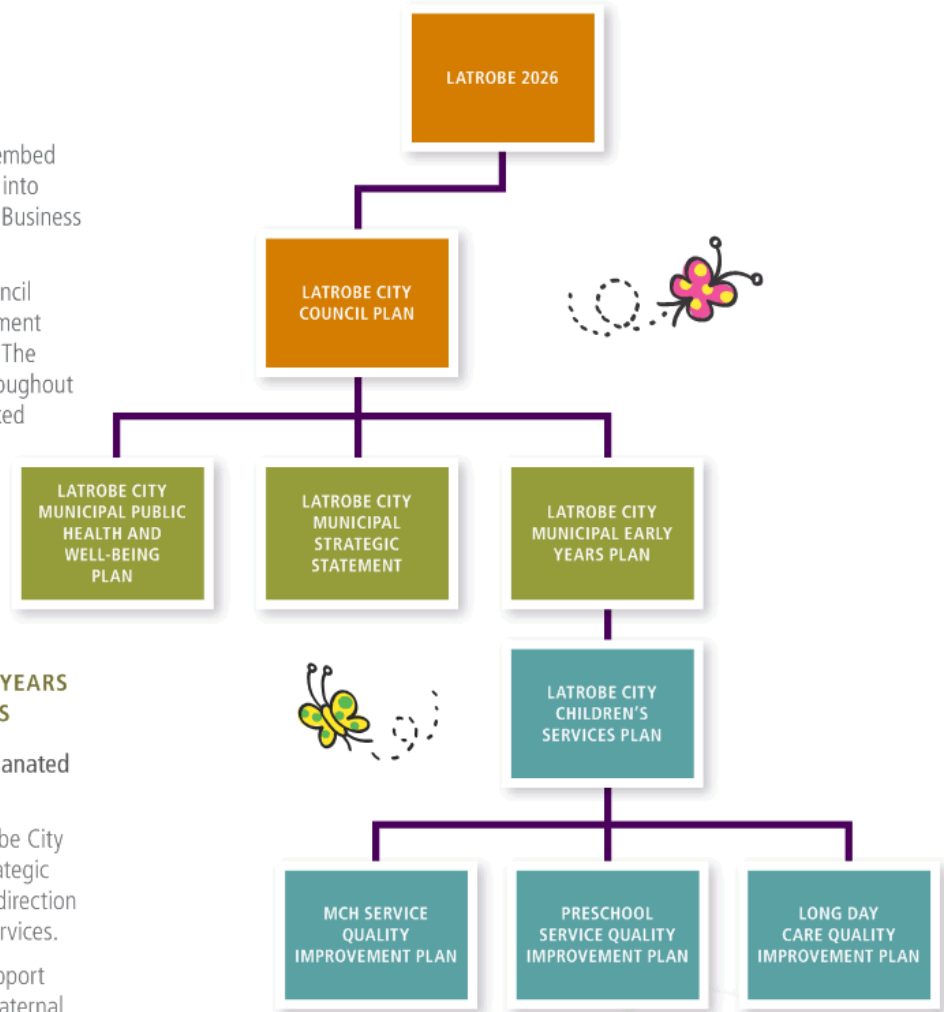 LATROBE 2026
embed
into
Business
LATROBE CITY
COUNCIL PLAN
ment
The
oughout
LATROBE CITY
MUNICIPAL PUBLIC
HEALTH AND
WELL-BEING
PLAN
LATROBE CITY
MUNICIPAL
STRATEGIC
STATEMENT
LATROBE CITY
MUNICIPAL EARLY
YEARS PLAN
YEARS
S
LATROBE CITY
CHILDREN'S
SERVICES PLAN
anated
be City
ategic
direction
rvices.
pport
aternal
MCH SERVICE
QUALITY
IMPROVEMENT PLAN
PRESCHOOL
SERVICE QUALITY
IMPROVEMENT PLAN
LONG DAY
CARE QUALITY
IMPROVEMENT PLAN